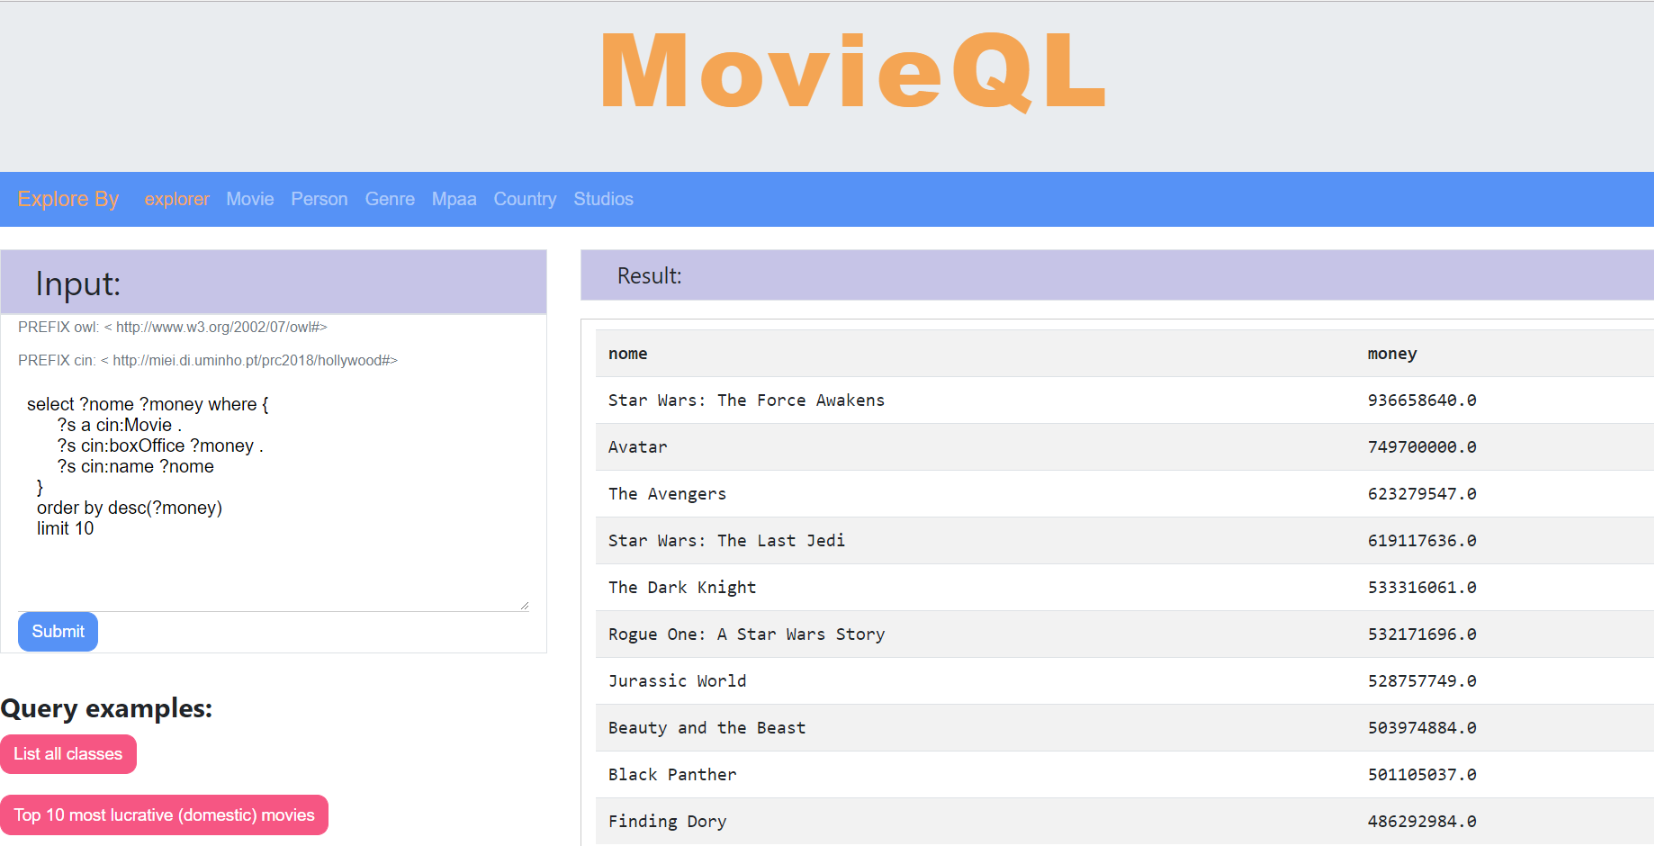 MovieQL
Explore By explorer Movie Person Genre Mpaa Country Studios
Input:
PREFIX owl: < http://www.w3.org/2002/07/owl#>
PREFIX cin: < http://miei.di.uminho.pt/prc2018/hollywood#>
select ?nome ?money where {
?s a cin:Movie .
?s cin:boxOffice ?money .
?s cin:name ?nome
}
order by desc(?money)
limit 10
Submit
Query examples:
List all classes
Top 10 most lucrative (domestic) movies
Result:
nome money
Star Wars: The Force Awakens 936658640.0
Avatar 749700000.0
The Avengers 623279547.0
Star Wars: The Last Jedi 619117636.0
The Dark Knight 533316061.0
Rogue One: A Star Wars Story 532171696.0
Jurassic World 528757749.0
Beauty and the Beast 503974884.0
Black Panther 501105037.0
Finding Dory 486292984.0